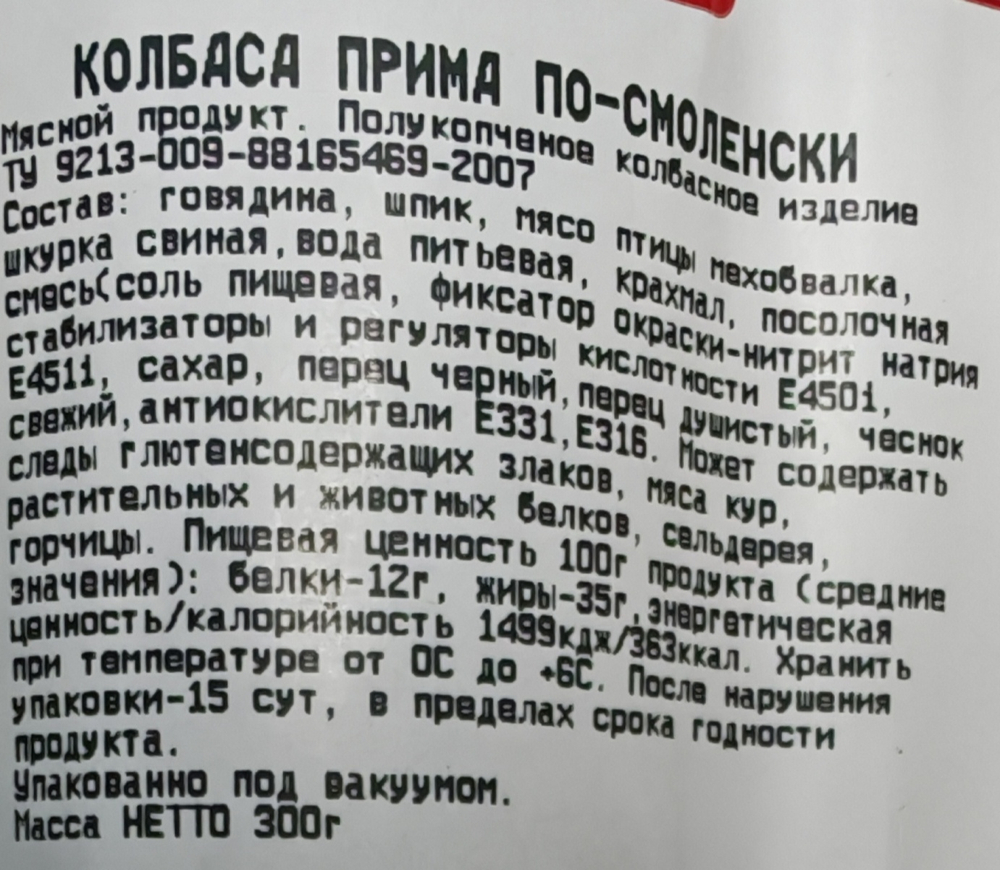 КОЛБАСА ПРИМА ПО-СМОЛЕНСКИ
Мясной продукт. Полукопченое колбасное изделие
ТУ 9213-009-88165469-2007
Состав: говядина, шпик, мясо птицы мехобвалка,
шкурка свиная,вода питьевая, крахмал, посолочная
смесь(соль пищевая, фиксатор окраски-нитрит натрия
стабилизаторы и регуляторы кислотности Е450i,
Е451i, сахар, перец черный,перец душистый, чеснок
свежий,антиокислители Е331,Е316. Может содержать
следы глютенсодержащих злаков, мяса кур,
растительных и животных белков, сельдерея,
горчицы. Пищевая ценность 100г продукта (средние
значения): белки-12г, жиры-35г,энергетическая
ценность/калорийность 1499кдж/363ккал. Хранить
при температуре от 0С до +6С. После нарушения
упаковки-15 сут, в пределах срока годности
продукта.
Упакованно под вакуумом.
Масса НЕТТО 300г